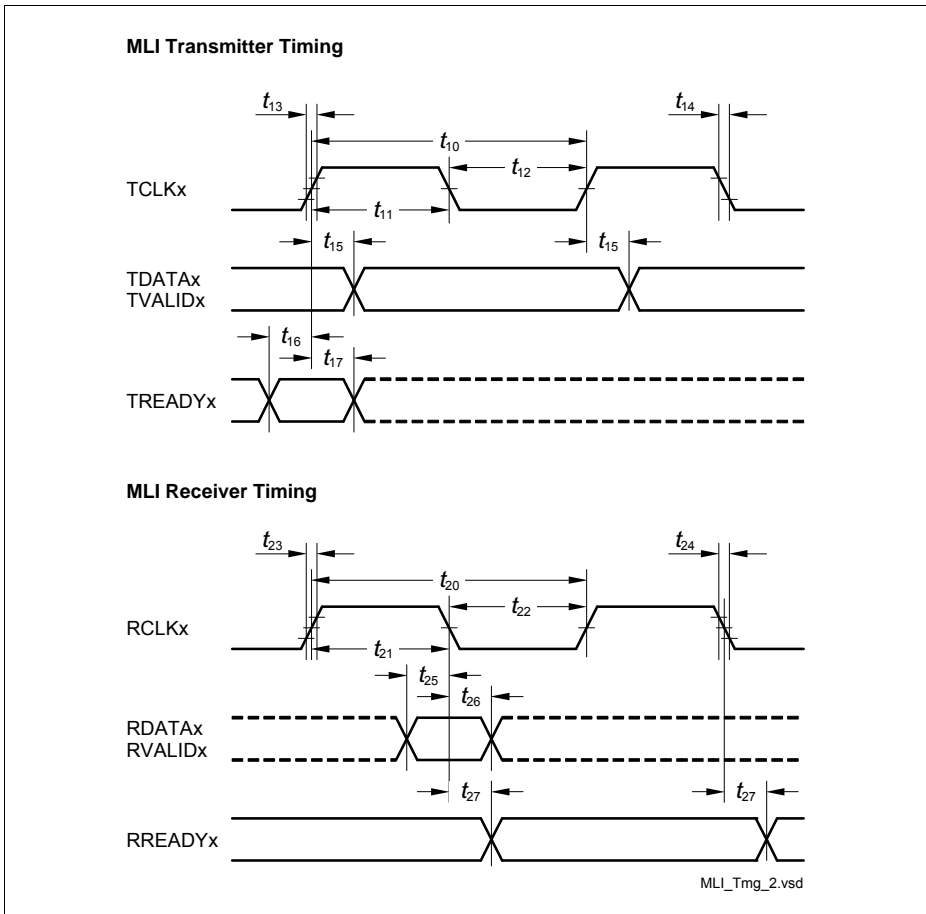 MLI Transmitter Timing
t13
t14
t10
t12
TCLKx
t11
t15
t15
TDATAx
TVALIDx
t16
t17
TREADYx
MLI Receiver Timing
t23
t24
t20
t22
RCLKx
t21
t25
t26
RDATAx
RVALIDx
t27
t27
RREADYx
MLI_Tmg_2.vsd